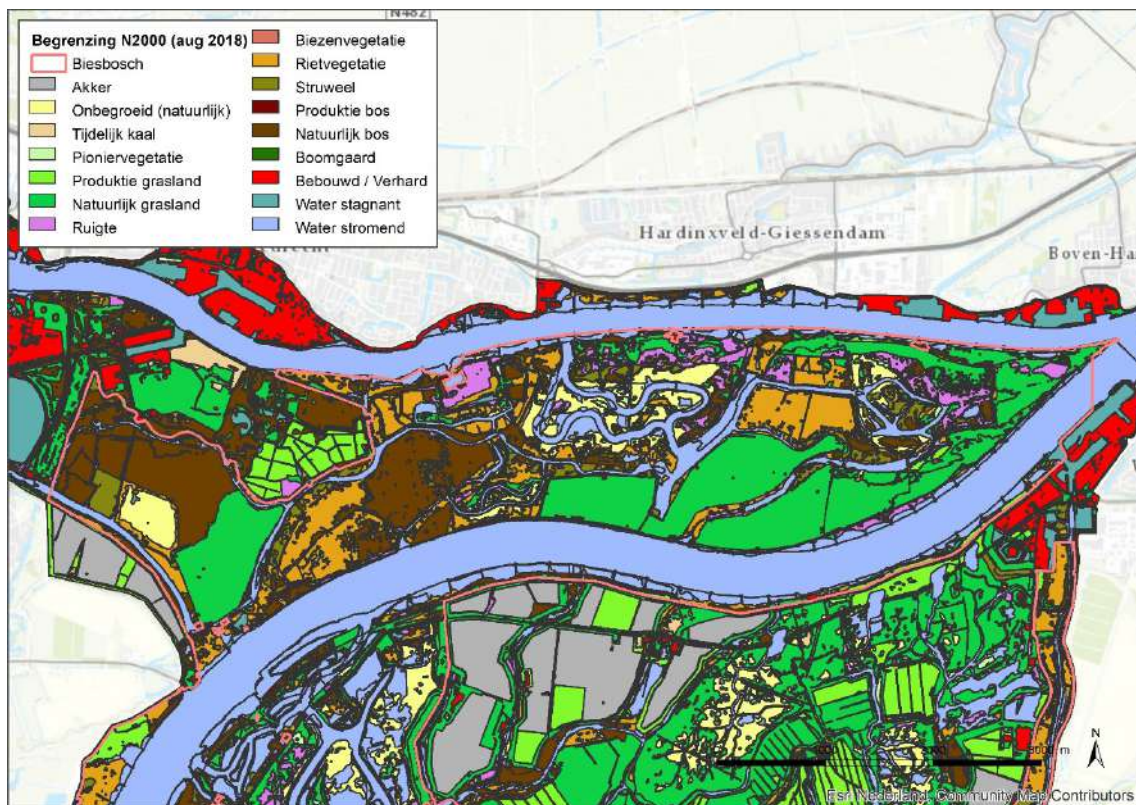 N482
Begrenzing N2000 (aug 2018)
Biesbosch
Akker
Onbegroeid (natuurlijk)
Tijdelijk kaal
Pioniervegetatie
Produktie grasland
Natuurlijk grasland
Ruigte
Biezenvegetatie
Rietvegetatie
Struweel
Produktie bos
Natuurlijk bos
Boomgaard
Bebouwd / Verhard
Water stagnant
Water stromend
Hardinxveld-Giessendam
Boven-Har
N
Esri Nederland, Community Map Contributors